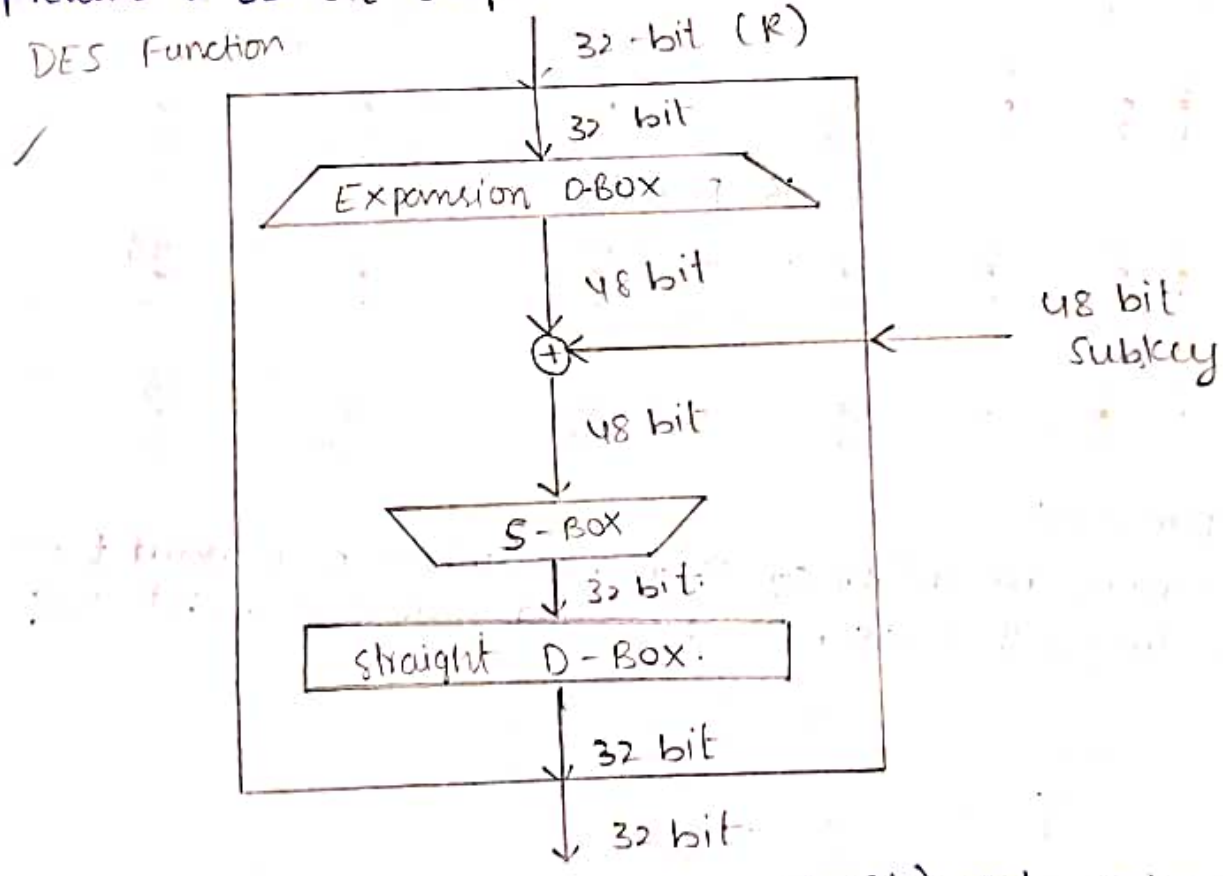 DES Function
32-bit (R)
32 bit
Expansion D-BOX
48 bit
48 bit
Subkey
+
48 bit
S-BOX
32 bit.
Straight D-BOX.
32 bit
32 bit